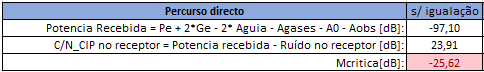 Percurso directo s/ igualação
Potencia Recebida = Pe + 2*Ge - 2* Aguia - Agases - A0 - Aobs [dB]: -97,10
C/N_CIP no receptor = Potencia recebida - Ruído no receptor [dB]: 23,91
Mcritica [dB]: -25,62